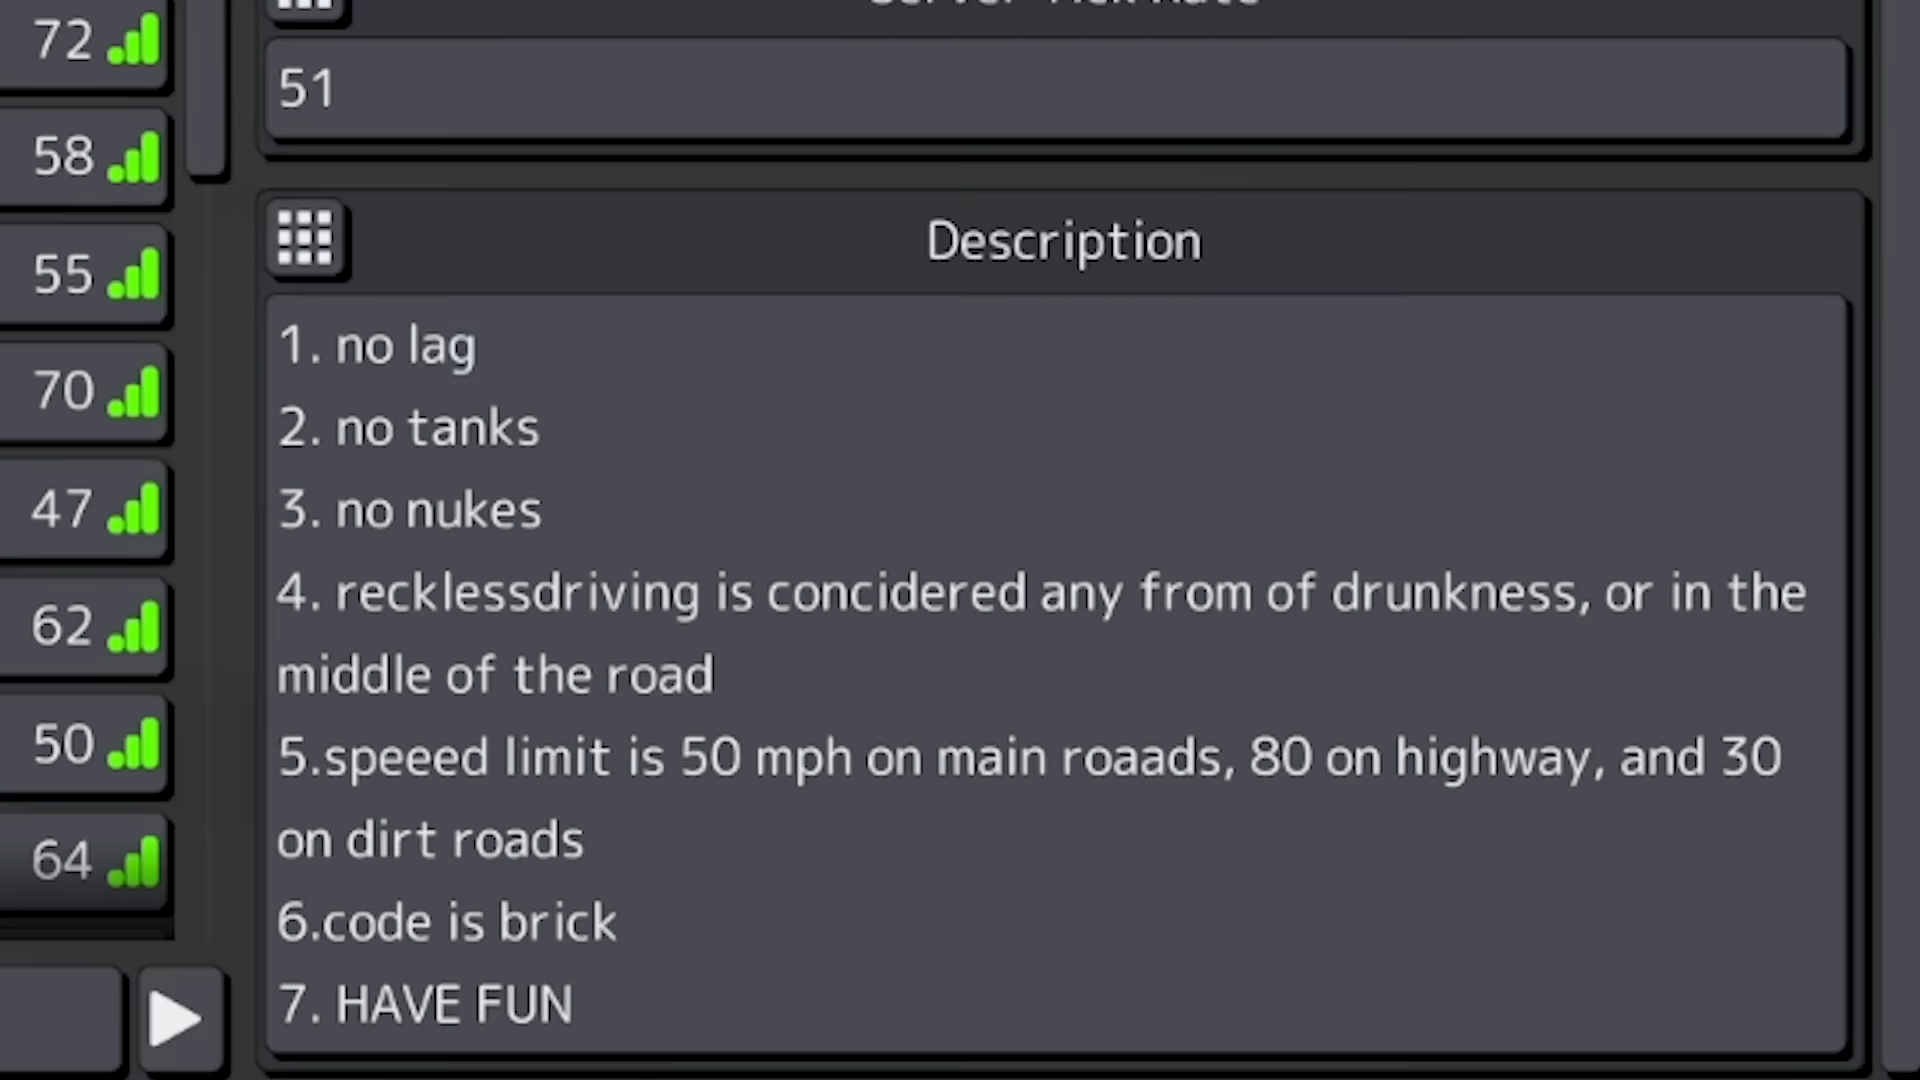 72
58
55
70
47
62
50
64
51
Description
1. no lag
2. no tanks
3. no nukes
4. recklessdriving is concidered any from of drunkness, or in the
middle of the road
5.speeed limit is 50 mph on main roaads, 80 on highway, and 30
on dirt roads
6.code is brick
7. HAVE FUN